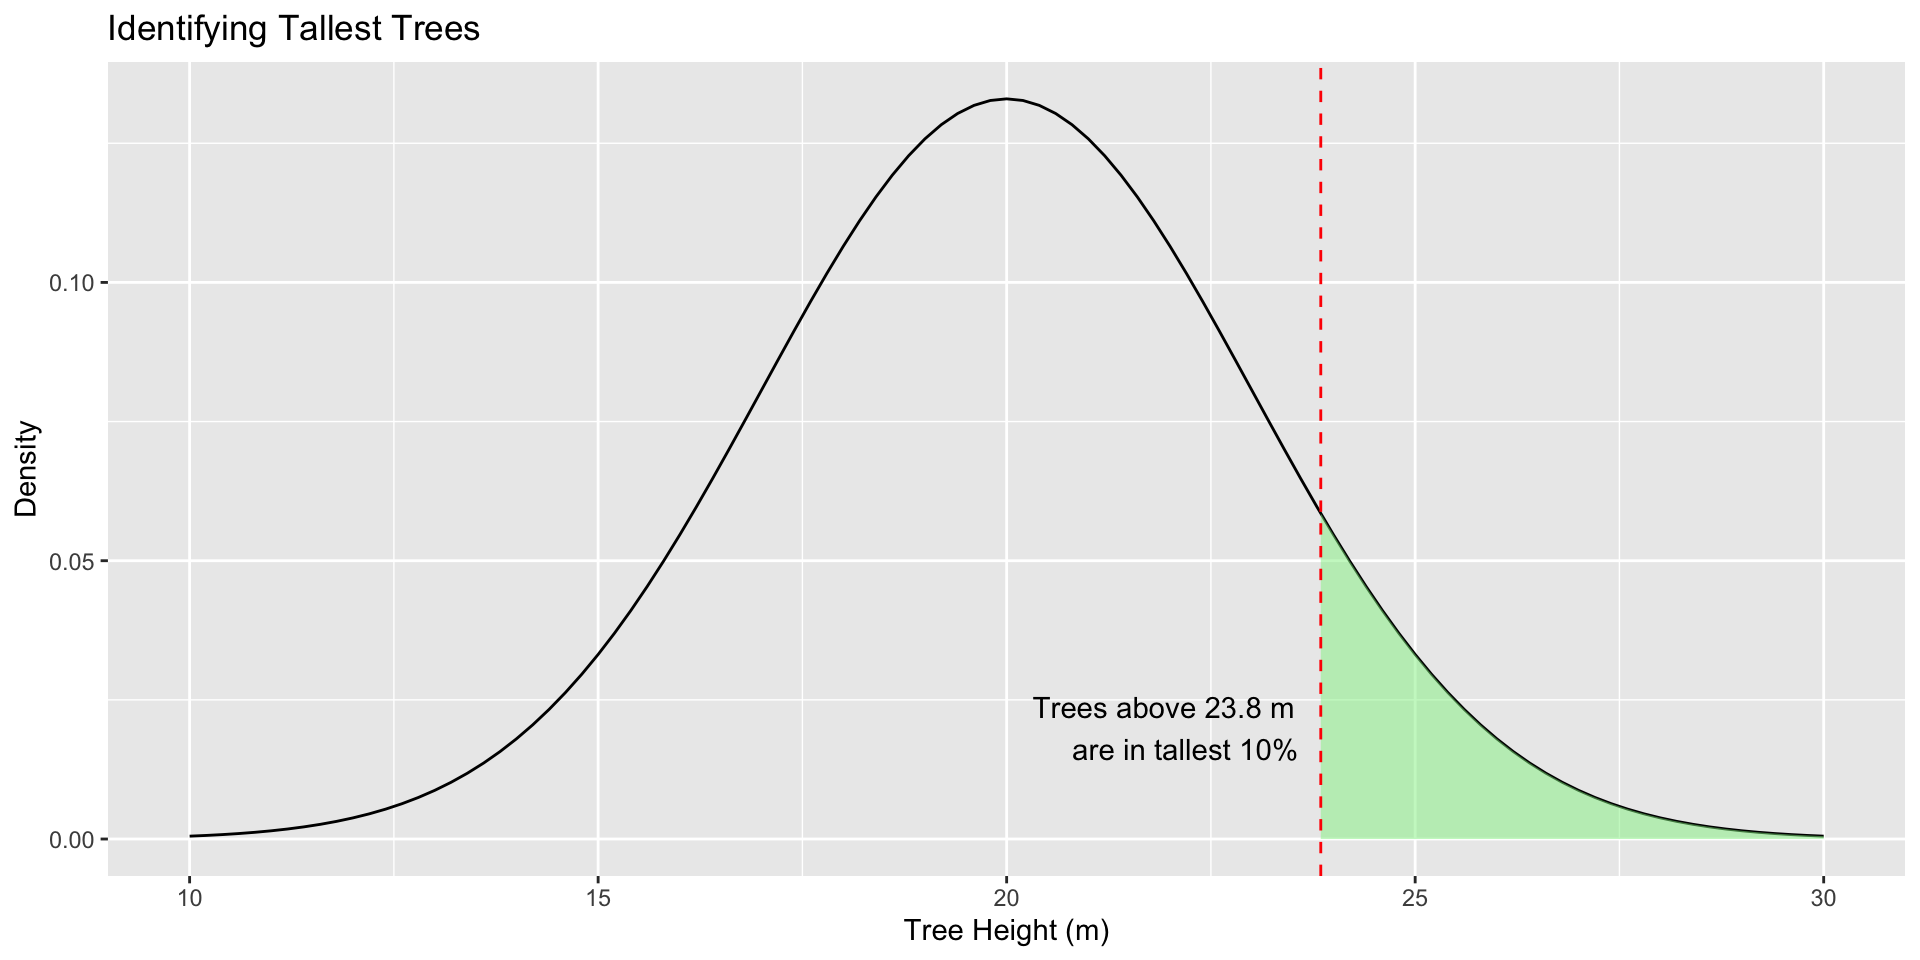 Identifying Tallest Trees
Density
0.10
0.05
0.00
Trees above 23.8 m
are in tallest 10%
10
15
20
25
30
Tree Height (m)